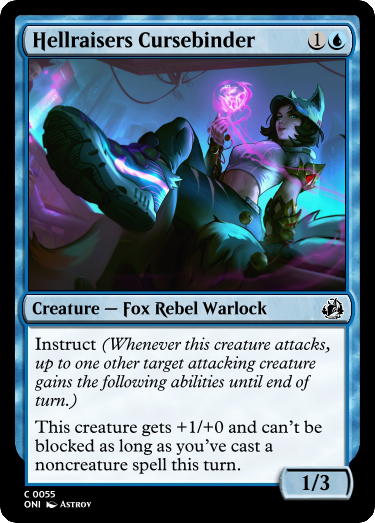 Hellraisers Cursebinder 1
Creature — Fox Rebel Warlock
Instruct (Whenever this creature attacks,
up to one other target attacking creature
gains the following abilities until end of
turn.)
This creature gets +1/+0 and can't be
blocked as long as you've cast a
noncreature spell this turn.
1/3
C 0055
ONI Astrov